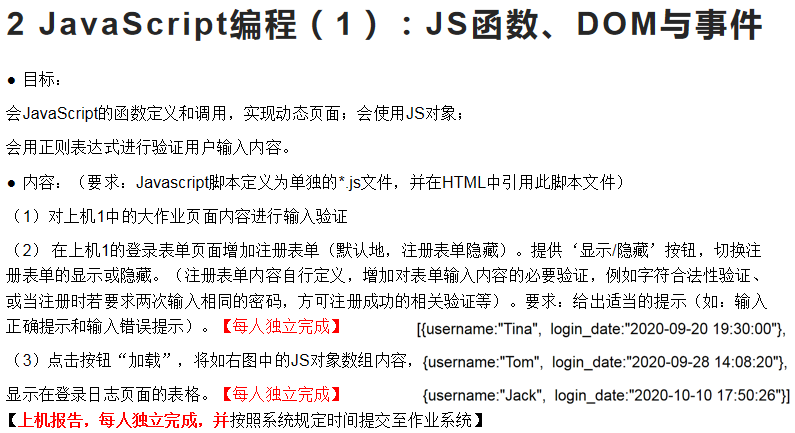 2 JavaScript编程（1）：JS函数、DOM与事件
● 目标：
会JavaScript的函数定义和调用，实现动态页面；会使用JS对象；
会用正则表达式进行验证用户输入内容。
● 内容：（要求：Javascript脚本定义为单独的*.js文件，并在HTML中引用此脚本文件）
（1）对上机1中的大作业页面内容进行输入验证
（2） 在上机1的登录表单页面增加注册表单（默认地，注册表单隐藏）。提供‘显示/隐藏’按钮，切换注
册表单的显示或隐藏。（注册表单内容自行定义，增加对表单输入内容的必要验证，例如字符合法性验证、
或当注册时若要求两次输入相同的密码，方可注册成功的相关验证等）。要求：给出适当的提示（如：输入
正确提示和输入错误提示）。【每人独立完成】
[{username:"Tina", login_date:"2020-09-20 19:30:00"},
（3）点击按钮“加载”，将如右图中的JS对象数组内容，
{username:"Tom", login_date:"2020-09-28 14:08:20"},
显示在登录日志页面的表格。【每人独立完成】
{username:"Jack", login_date:"2020-10-10 17:50:26"}]
【上机报告，每人独立完成，并按照系统规定时间提交至作业系统】